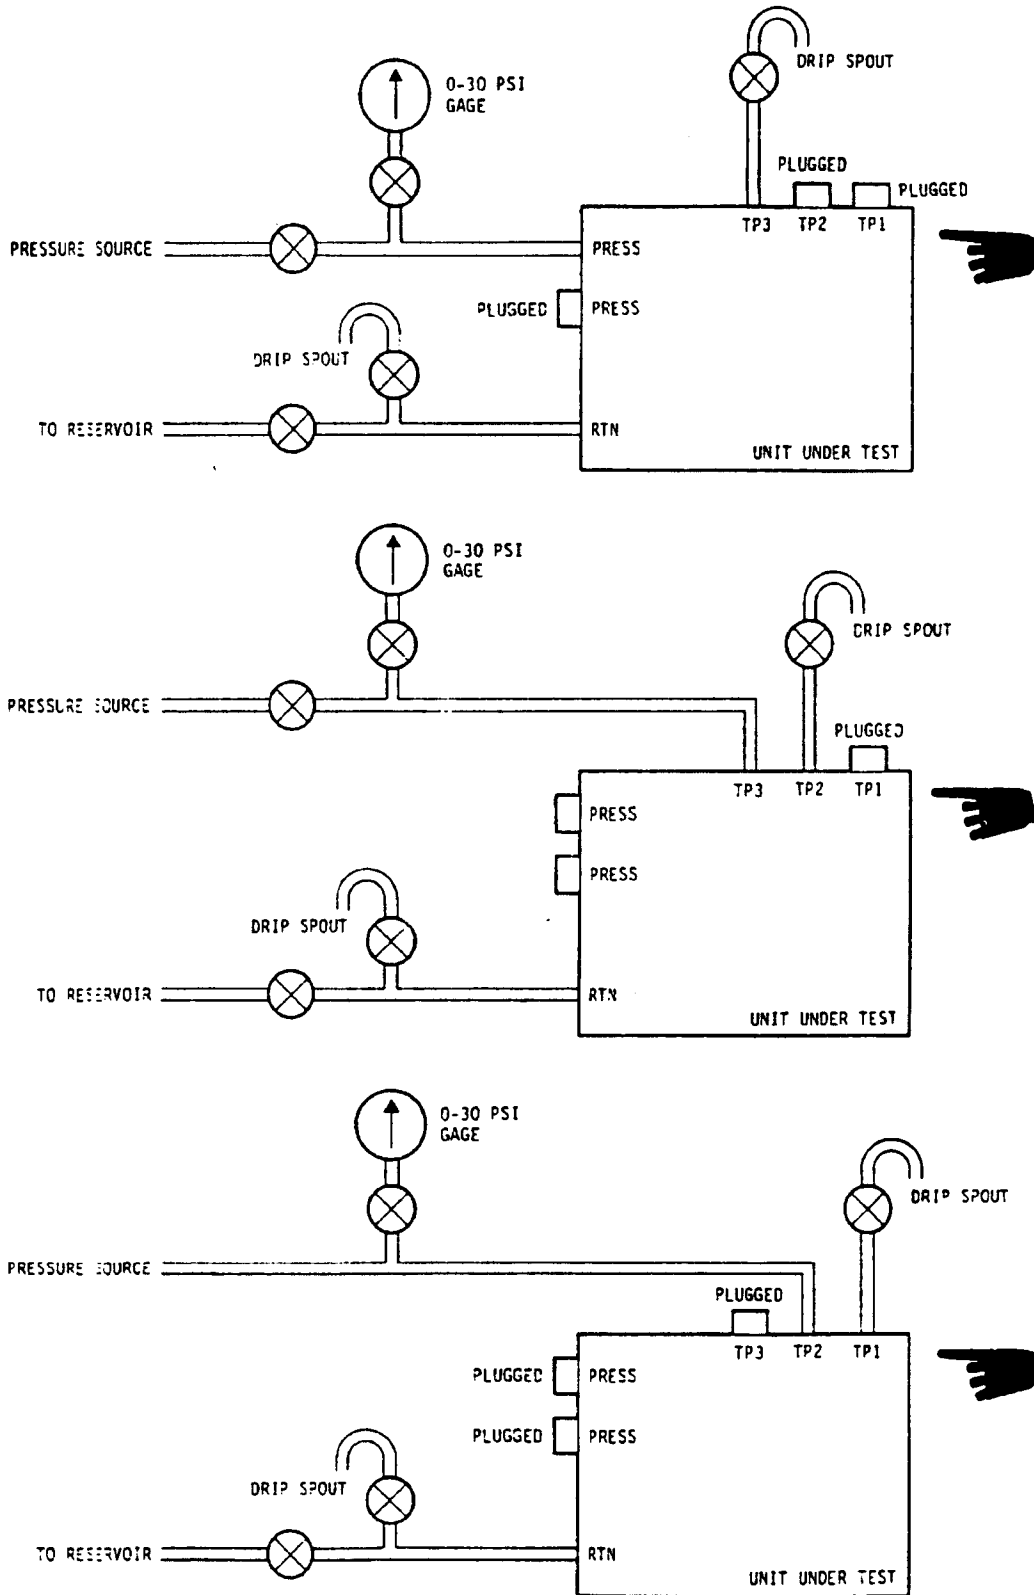 DRIP SPOUT
0-30 PSI
GAGE
PLUGGED
PLUGGED
TP3 TP2 TP1
PRESSURE SOURCE
PRESS
PLUGGED
PRESS
DRIP SPOUT
TO RESERVOIR
RTN
UNIT UNDER TEST
0-30 PSI
GAGE
DRIP SPOUT
PRESSURE SOURCE
PLUGGED
TP3 TP2 TP1
PRESS
PRESS
DRIP SPOUT
TO RESERVOIR
RTN
UNIT UNDER TEST
0-30 PSI
GAGE
DRIP SPOUT
PRESSURE SOURCE
PLUGGED
TP3 TP2 TP1
PLUGGED
PRESS
PLUGGED
PRESS
DRIP SPOUT
TO RESERVOIR
RTN
UNIT UNDER TEST